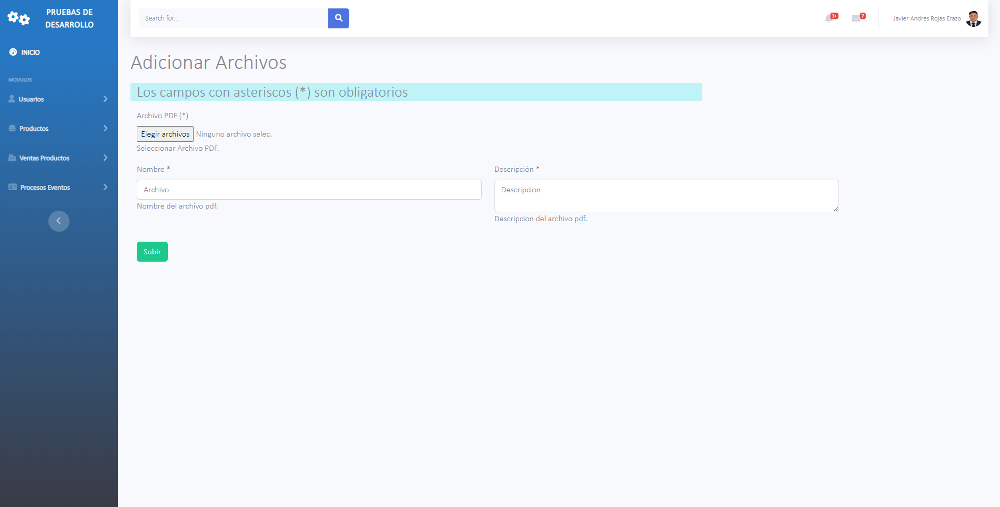 PRUEBAS DE
DESARROLLO
INICIO
MODULOS
Usuarios
Productos
Ventas Productos
Procesos Eventos
Search for...
3+
7
Javier Andrés Rojas Erazo
Adicionar Archivos
Los campos con asteriscos (*) son obligatorios
Archivo PDF (*)
Elegir archivos Ninguno archivo selec.
Seleccionar Archivo PDF.
Nombre *
Archivo
Nombre del archivo pdf.
Descripción *
Descripcion
Descripcion del archivo pdf.
Subir